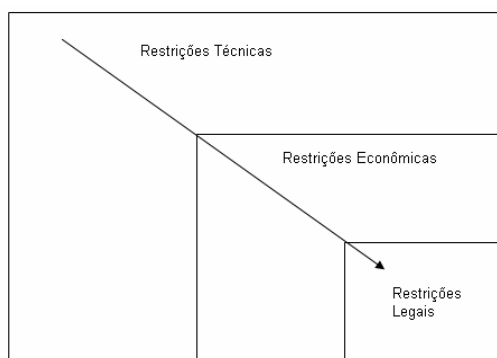 Restrições Técnicas
Restrições Econômicas
Restrições
Legais